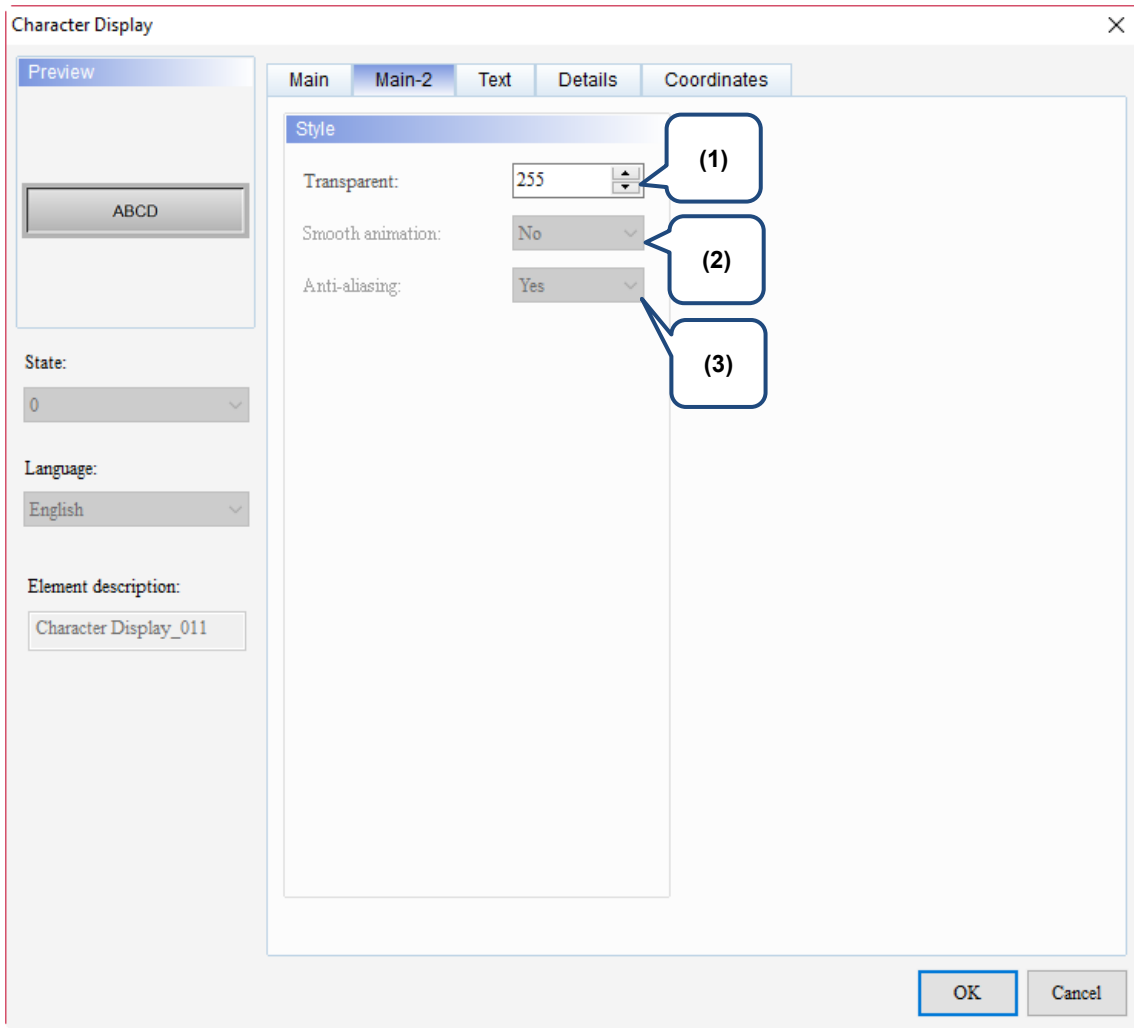 Character Display
Preview
ABCD
State:
0
Language:
English
Element description:
Character Display_011
Main Main-2 Text Details Coordinates
Style
Transparent: 255
(1)
Smooth animation: No
(2)
Anti-aliasing: Yes
(3)
OK Cancel